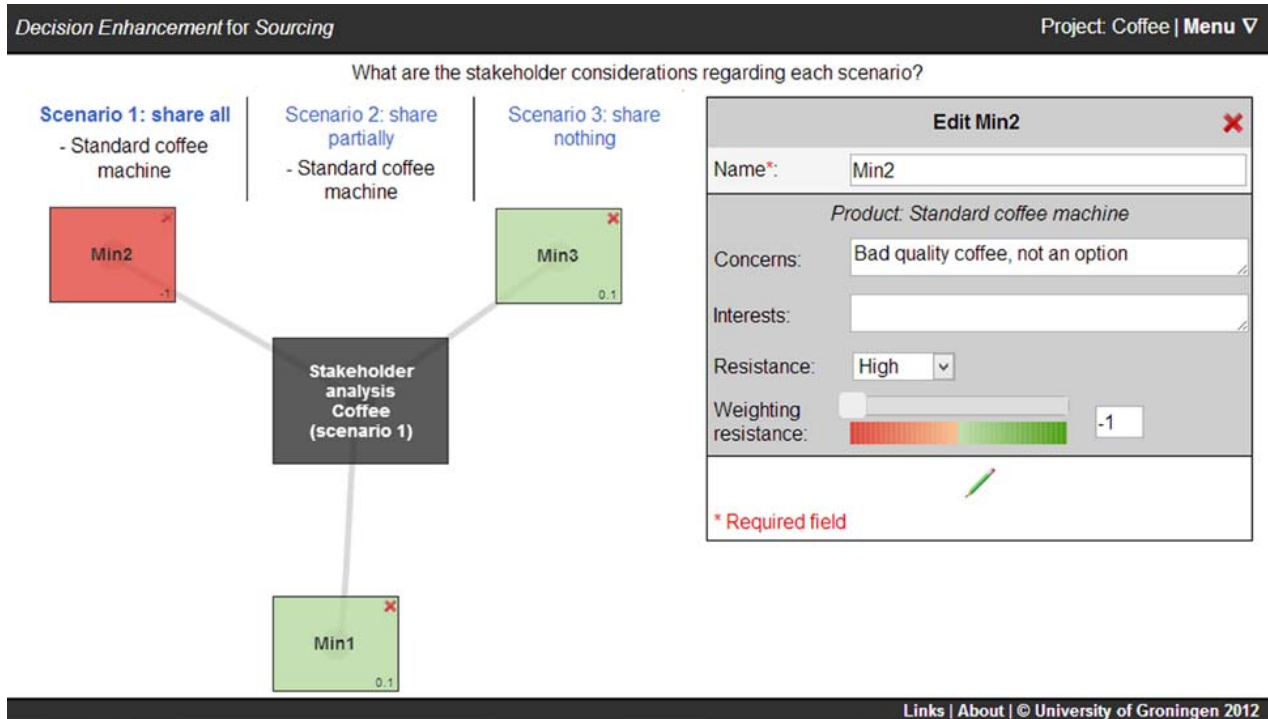 Decision Enhancement for Sourcing
Project: Coffee | Menu ∇
What are the stakeholder considerations regarding each scenario?
Scenario 1: share all
- Standard coffee
machine
Scenario 2: share
partially
- Standard coffee
machine
Scenario 3: share
nothing
Min2
-1
Min3
0.1
Stakeholder
analysis
Coffee
(scenario 1)
Min1
0.1
Edit Min2
Name*:
Min2
Product: Standard coffee machine
Concerns:
Bad quality coffee, not an option
Interests:
Resistance:
High
Weighting
resistance:
-1
* Required field
Links | About | © University of Groningen 2012